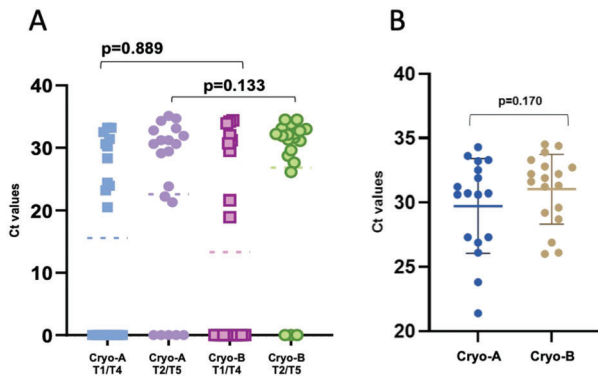 A
p=0.889
p=0.133
40
30
20
10
0
Ct values
Cryo-A
T1/T4
Cryo-A
T2/T5
Cryo-B
T1/T4
Cryo-B
T2/T5
B
p=0.170
40
35
30
25
20
Ct values
Cryo-A
Cryo-B